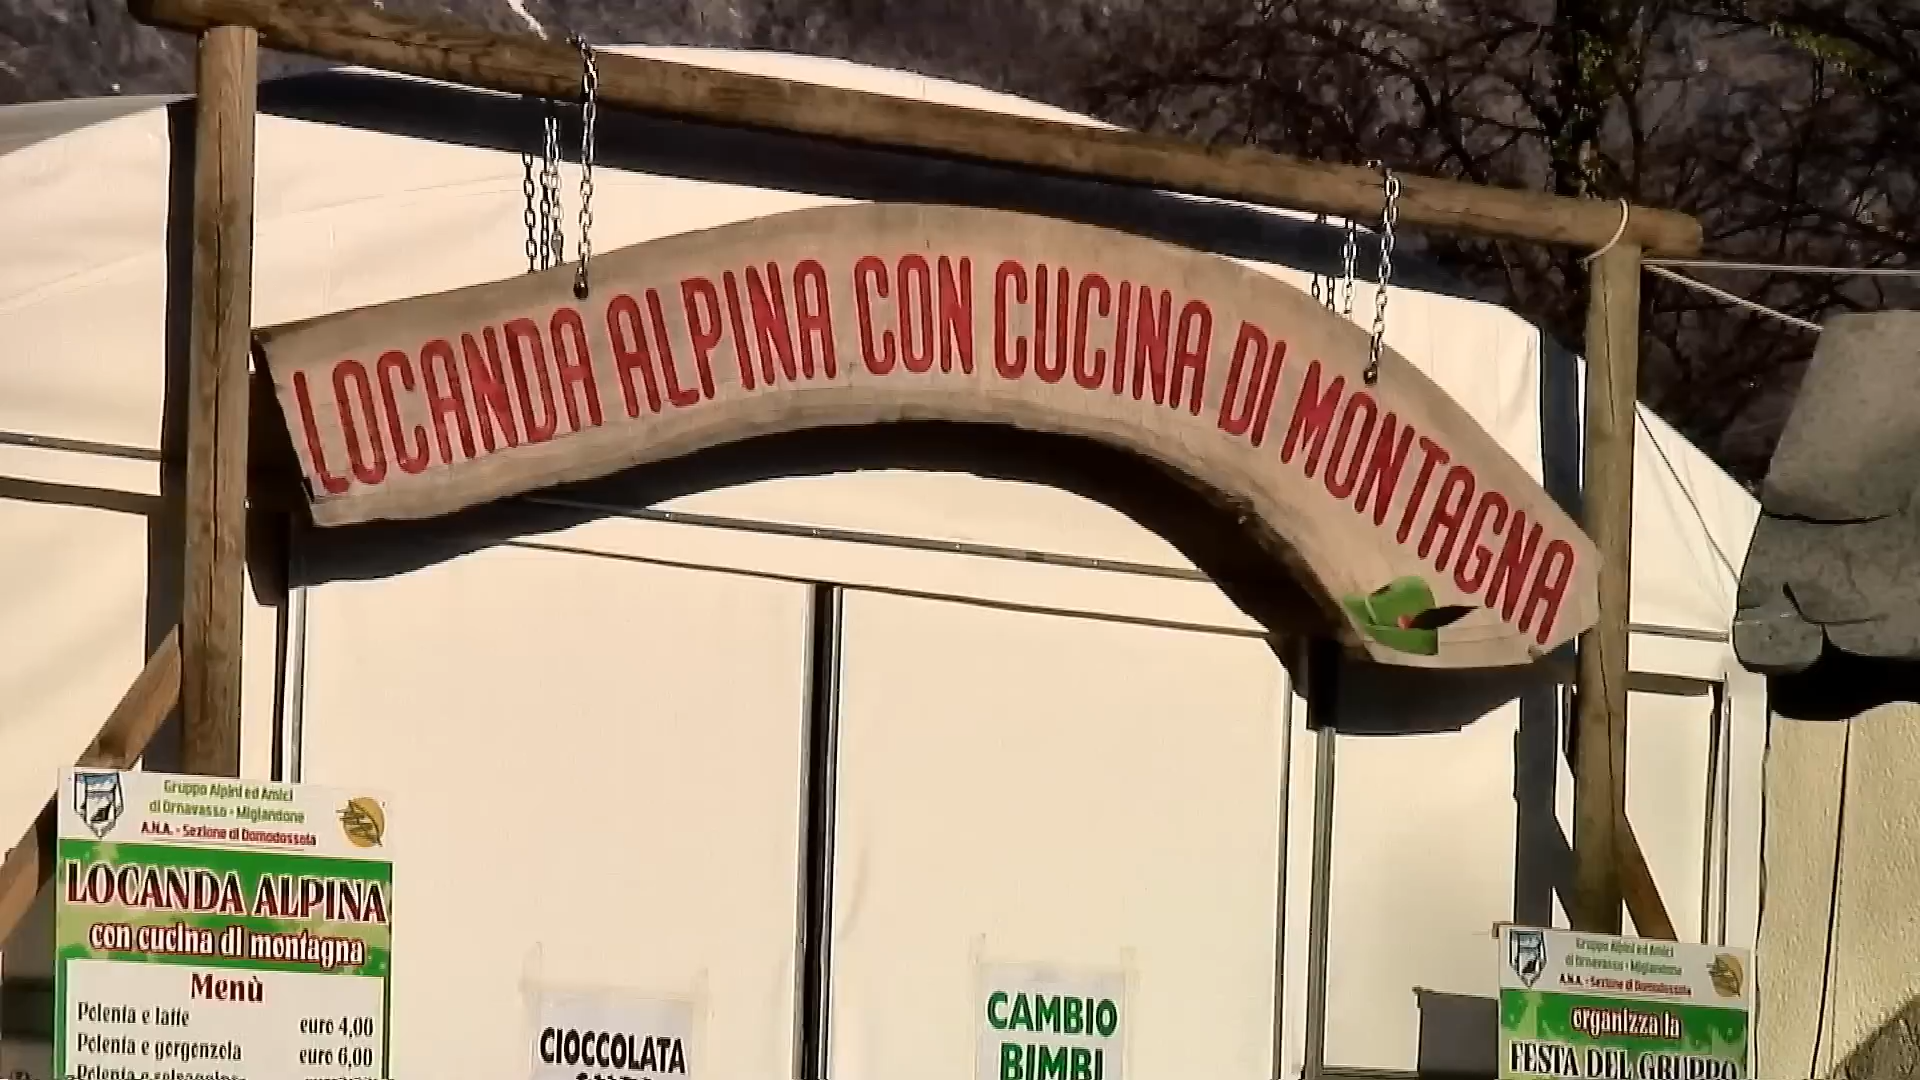 LOCANDA ALPINA CON CUCINA DI MONTAGNA
Gruppo Alpini ed Amici
di Ornavasso - Migiandone
A.N.A. - Sezione di Domodossola
LOCANDA ALPINA
con cucina di montagna
Menù
Polenta e latte euro 4,00
Polenta e gorgonzola euro 6,00
Polenta e
CIOCCOLATA
CAMBIO
BIMBI
Gruppo Alpini ed Amici
di Ornavasso - Migiandone
A.N.A. - Sezione di Domodossola
organizza la
FESTA DEL GRUPPO